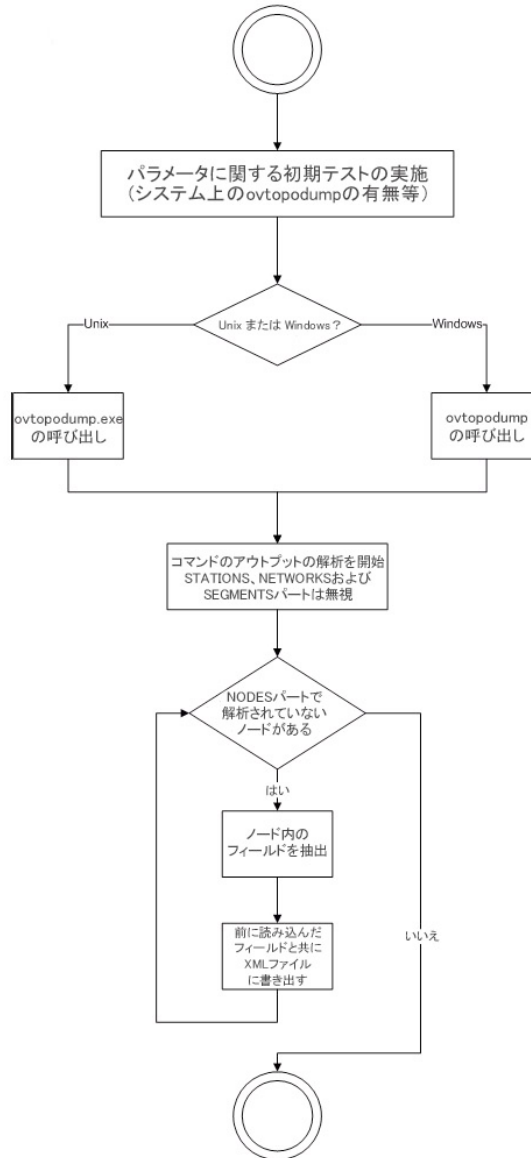 パラメータに関する初期テストの実施
(システム上のovtopodumpの有無等)
Unix または Windows？
Unix
Windows
ovtopodump.exe
の呼び出し
ovtopodump
の呼び出し
コマンドのアウトプットの解析を開始
STATIONS、NETWORKSおよび
SEGMENTSパートは無視
NODESパートで
解析されていない
ノードがある
はい
ノード内の
フィールドを抽出
前に読み込んだ
フィールドと共に
XMLファイル
に書き出す
いいえ